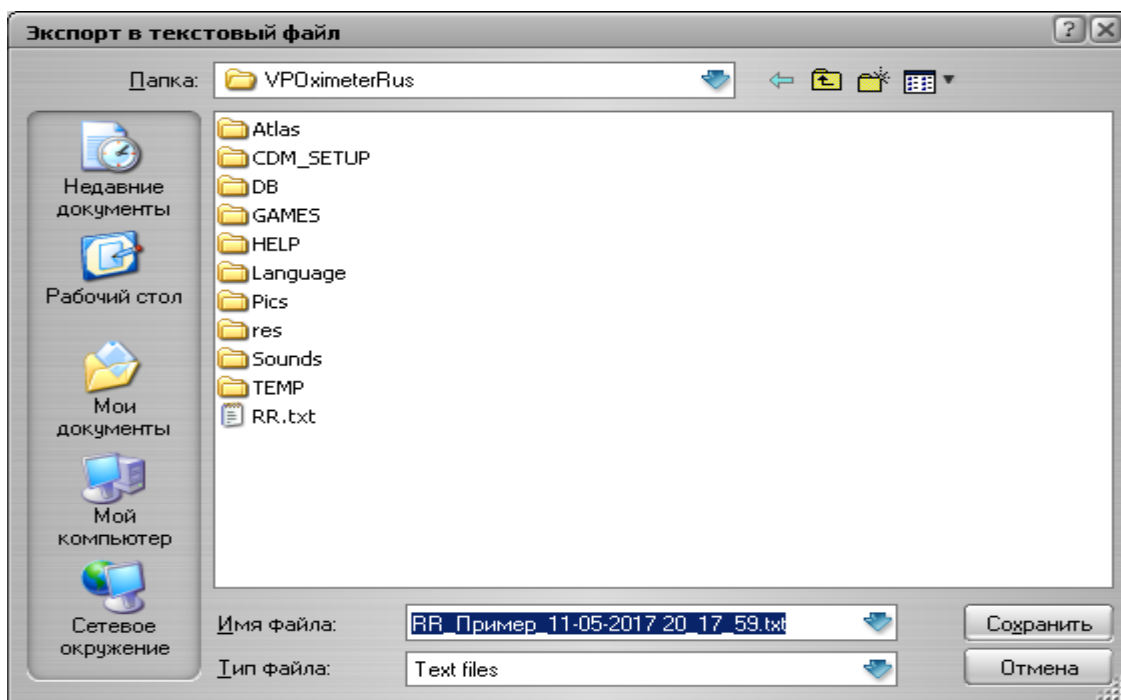 Экспорт в текстовый файл
Папка:
VPOximeterRus
Недавние
документы
Рабочий стол
Мои
документы
Мой
компьютер
Сетевое
окружение
Atlas
CDM_SETUP
DB
GAMES
HELP
Language
Pics
res
Sounds
TEMP
RR.txt
Имя файла:
RR_Пример_11-05-2017 20_17_59.txt
Сохранить
Тип файла:
Text files
Отмена